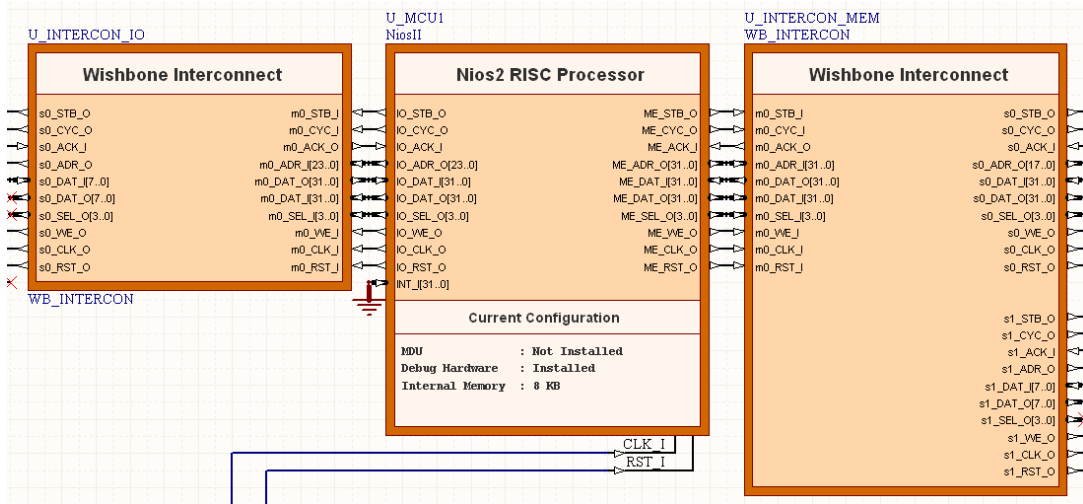 U_INTERCON_IO
Wishbone Interconnect
s0_STB_O m0_STB_I
s0_CYC_O m0_CYC_I
s0_ACK_I m0_ACK_O
s0_ADR_O m0_ADR_I[23..0]
s0_DAT_I[7..0] m0_DAT_O[31..0]
s0_DAT_O[7..0] m0_DAT_I[31..0]
s0_SEL_O[3..0] m0_SEL_I[3..0]
s0_WE_O m0_WE_I
s0_CLK_O m0_CLK_I
s0_RST_O m0_RST_I
WB_INTERCON
U_MCU1
NiosII
Nios2 RISC Processor
IO_STB_O ME_STB_O
IO_CYC_O ME_CYC_O
IO_ACK_I ME_ACK_I
IO_ADR_O[23..0] ME_ADR_O[31..0]
IO_DAT_I[31..0] ME_DAT_I[31..0]
IO_DAT_O[31..0] ME_DAT_O[31..0]
IO_SEL_O[3..0] ME_SEL_O[3..0]
IO_WE_O ME_WE_O
IO_CLK_O ME_CLK_O
IO_RST_O ME_RST_O
INT_I[31..0]
Current Configuration
MDU : Not Installed
Debug Hardware : Installed
Internal Memory : 8 KB
CLK_I
RST_I
U_INTERCON_MEM
WB_INTERCON
Wishbone Interconnect
m0_STB_I s0_STB_O
m0_CYC_I s0_CYC_O
m0_ACK_O s0_ACK_I
m0_ADR_I[31..0] s0_ADR_O[17..0]
m0_DAT_O[31..0] s0_DAT_I[31..0]
m0_DAT_I[31..0] s0_DAT_O[31..0]
m0_SEL_I[3..0] s0_SEL_O[3..0]
m0_WE_I s0_WE_O
m0_CLK_I s0_CLK_O
m0_RST_I s0_RST_O
s1_STB_O
s1_CYC_O
s1_ACK_I
s1_ADR_O
s1_DAT_I[7..0]
s1_DAT_O[7..0]
s1_SEL_O[3..0]
s1_WE_O
s1_CLK_O
s1_RST_O